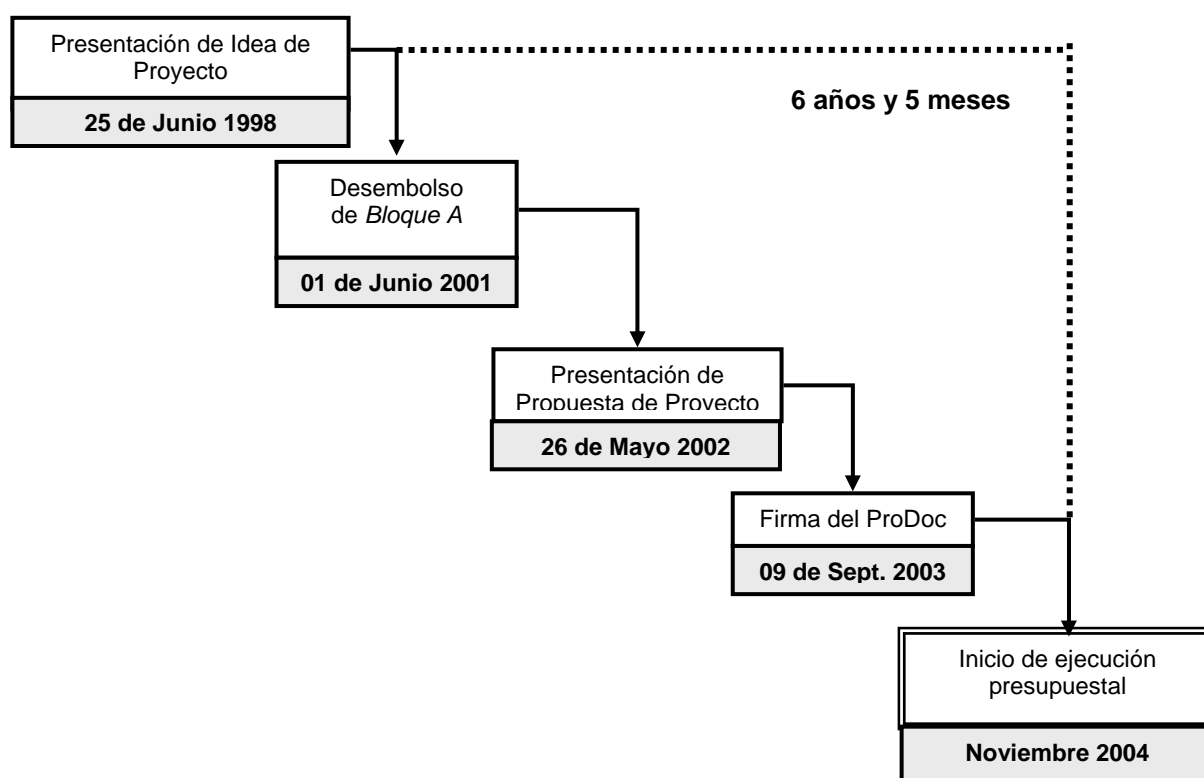 Presentación de Idea de
Proyecto
25 de Junio 1998
6 años y 5 meses
Desembolso
de Bloque A
01 de Junio 2001
Presentación de
Propuesta de Proyecto
26 de Mayo 2002
Firma del ProDoc
09 de Sept. 2003
Inicio de ejecución
presupuestal
Noviembre 2004